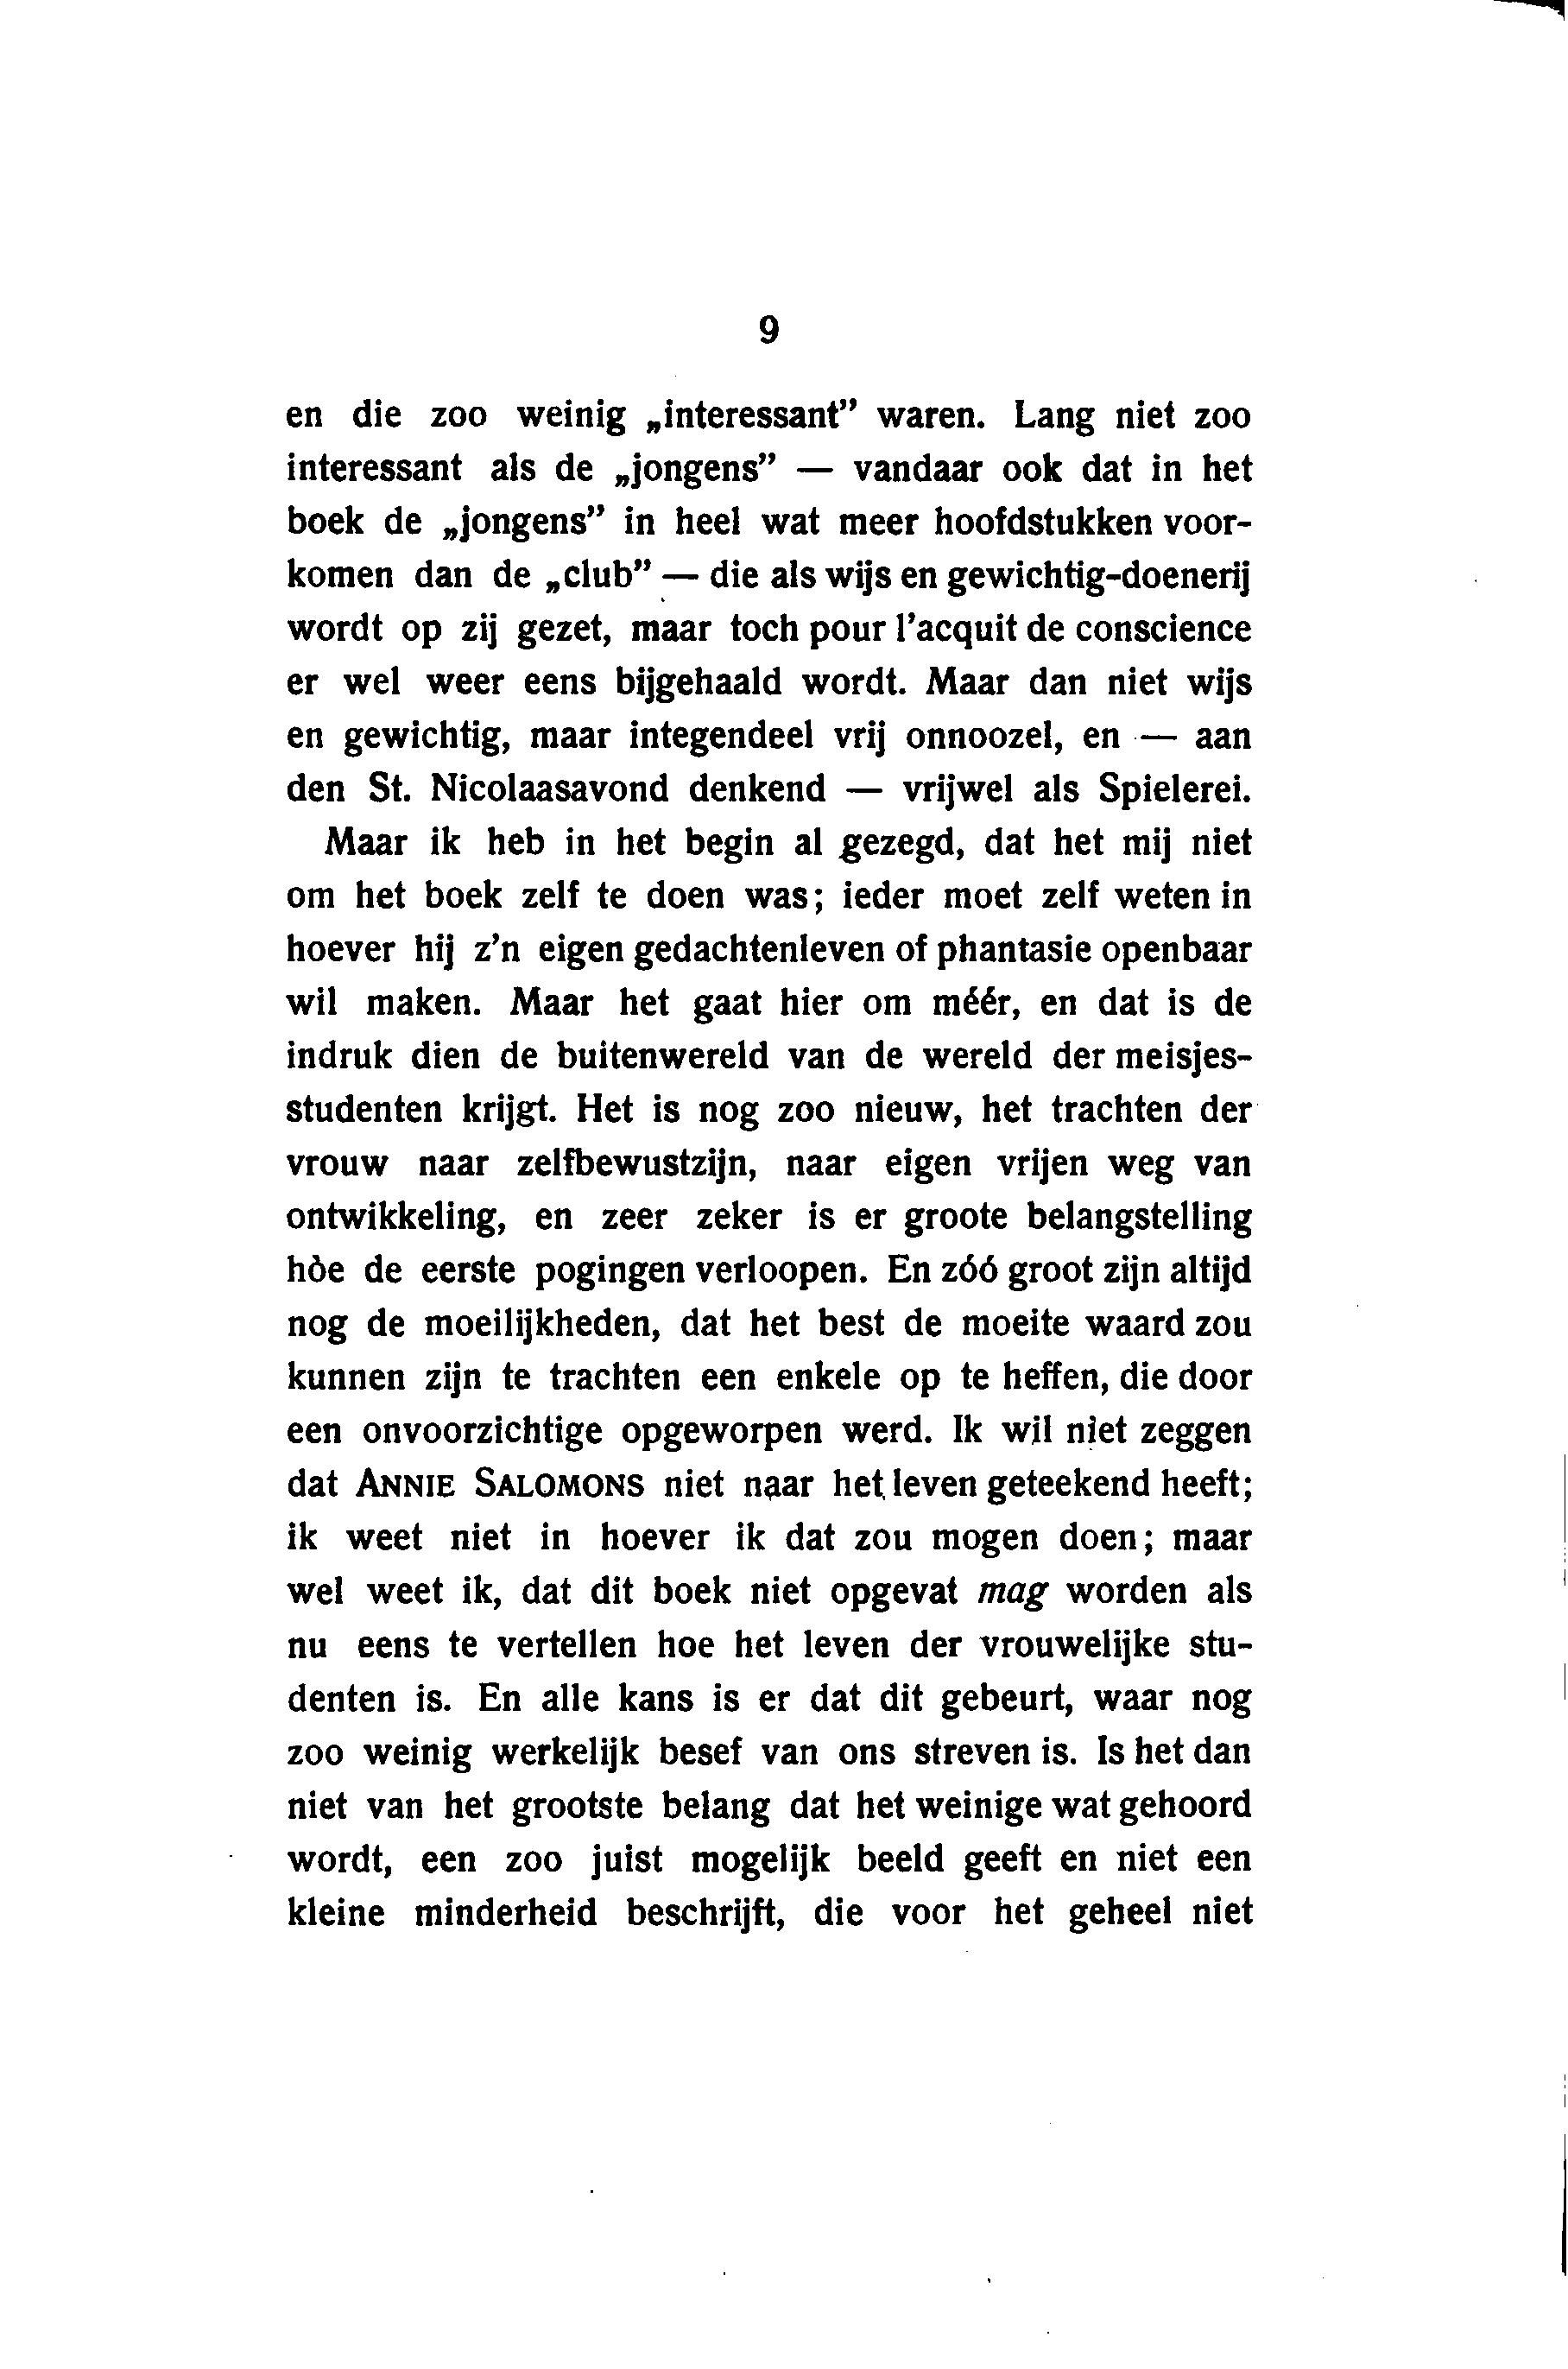 9
en die zoo weinig „interessant” waren. Lang niet zoo
interessant als de „jongens” — vandaar ook dat in het
boek de „jongens” in heel wat meer hoofdstukken voor-
komen dan de „club” — die als wijs en gewichtig-doenerij
wordt op zij gezet, maar toch pour l'acquit de conscience
er wel weer eens bijgehaald wordt. Maar dan niet wijs
en gewichtig, maar integendeel vrij onnoozel, en — aan
den St. Nicolaasavond denkend — vrijwel als Spielerei.
Maar ik heb in het begin al gezegd, dat het mij niet
om het boek zelf te doen was; ieder moet zelf weten in
hoever hij z'n eigen gedachtenleven of phantasie openbaar
wil maken. Maar het gaat hier om méér, en dat is de
indruk dien de buitenwereld van de wereld der meisjes-
studenten krijgt. Het is nog zoo nieuw, het trachten der
vrouw naar zelfbewustzijn, naar eigen vrijen weg van
ontwikkeling, en zeer zeker is er groote belangstelling
hòe de eerste pogingen verloopen. En zóó groot zijn altijd
nog de moeilijkheden, dat het best de moeite waard zou
kunnen zijn te trachten een enkele op te heffen, die door
een onvoorzichtige opgeworpen werd. Ik wil niet zeggen
dat ANNIE SALOMONS niet naar het leven geteekend heeft;
ik weet niet in hoever ik dat zou mogen doen; maar
wel weet ik, dat dit boek niet opgevat mag worden als
nu eens te vertellen hoe het leven der vrouwelijke stu-
denten is. En alle kans is er dat dit gebeurt, waar nog
zoo weinig werkelijk besef van ons streven is. Is het dan
niet van het grootste belang dat het weinige wat gehoord
wordt, een zoo juist mogelijk beeld geeft en niet een
kleine minderheid beschrijft, die voor het geheel niet